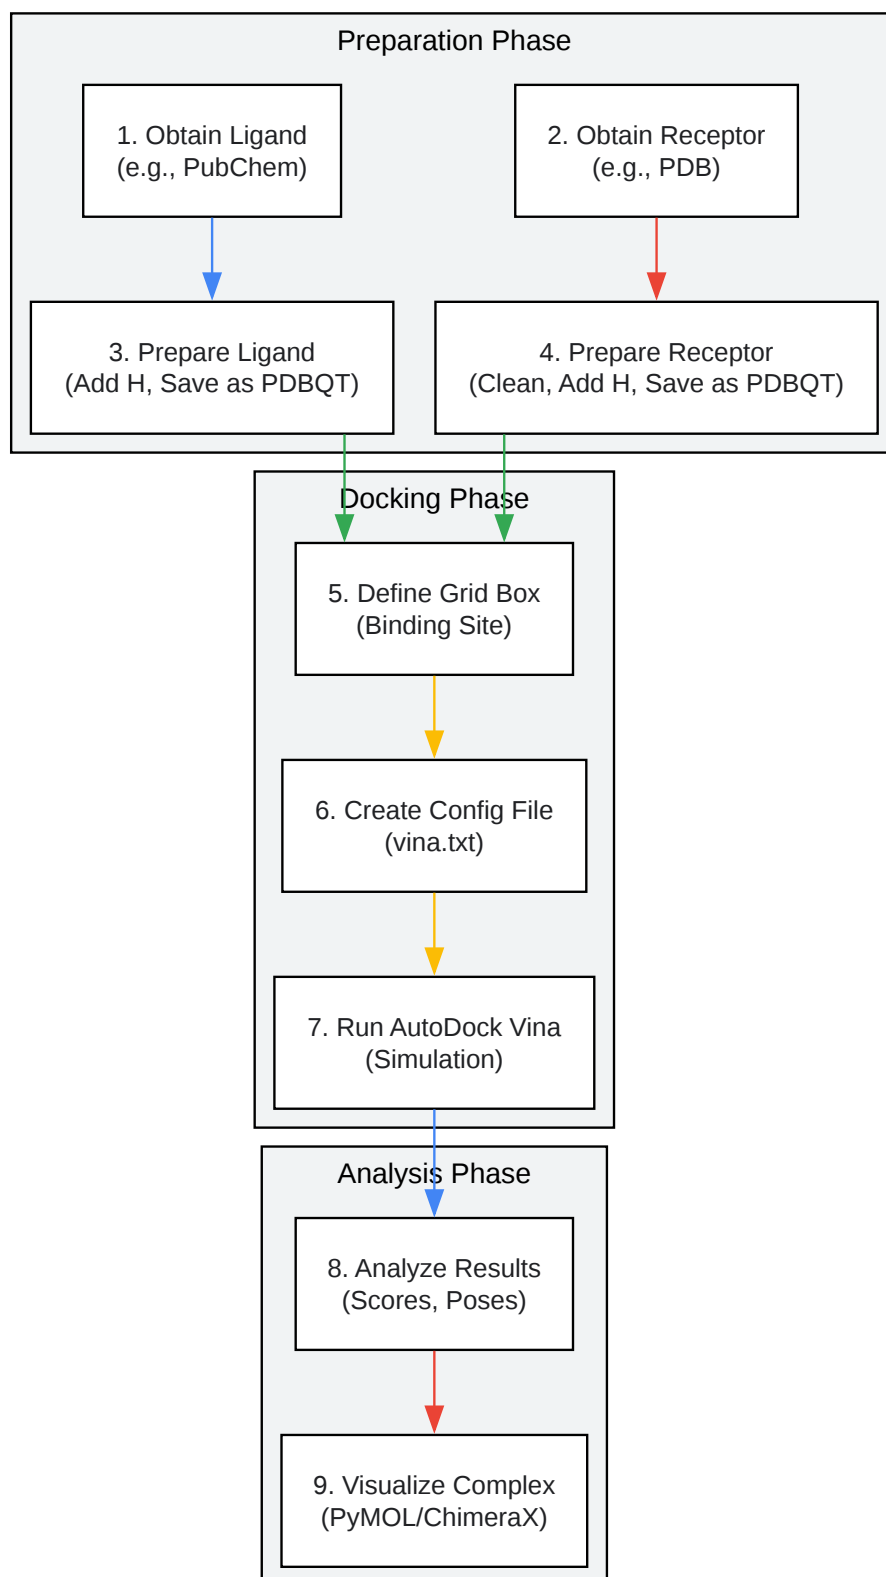 Preparation Phase
1. Obtain Ligand
(e.g., PubChem)
2. Obtain Receptor
(e.g., PDB)
3. Prepare Ligand
(Add H, Save as PDBQT)
4. Prepare Receptor
(Clean, Add H, Save as PDBQT)
Docking Phase
5. Define Grid Box
(Binding Site)
6. Create Config File
(vina.txt)
7. Run AutoDock Vina
(Simulation)
Analysis Phase
8. Analyze Results
(Scores, Poses)
9. Visualize Complex
(PyMOL/ChimeraX)